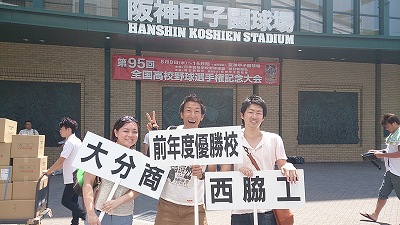 阪神甲子園球場
HANSHIN KOSHIEN STADIUM
第95回
全国高校野球選手権記念大会
大分商
前年度優勝校
西脇工